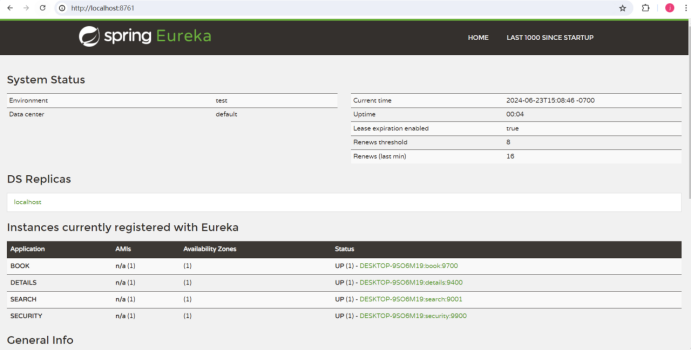 http://localhost:8761
spring Eureka
HOME LAST 1000 SINCE STARTUP
System Status
Environment test
Data center default
Current time 2024-06-23T15:08:46 -0700
Uptime 00:04
Lease expiration enabled true
Renews threshold 8
Renews (last min) 16
DS Replicas
localhost
Instances currently registered with Eureka
Application AMIs Availability Zones Status
BOOK n/a (1) (1) UP (1) - DESKTOP-9SO6M19:book:9700
DETAILS n/a (1) (1) UP (1) - DESKTOP-9SO6M19:details:9400
SEARCH n/a (1) (1) UP (1) - DESKTOP-9SO6M19:search:9001
SECURITY n/a (1) (1) UP (1) - DESKTOP-9SO6M19:security:9900
General Info